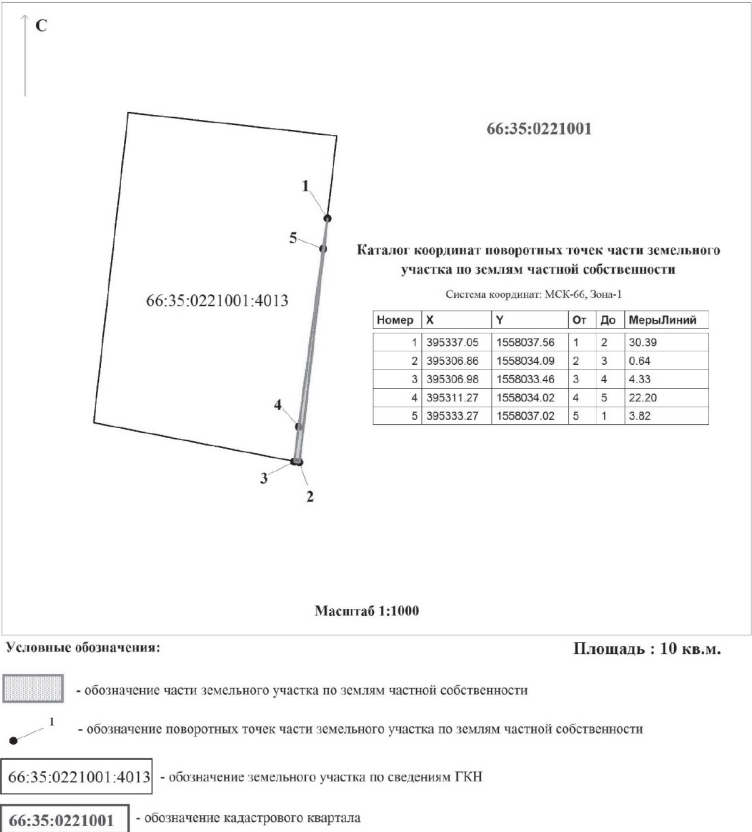 С
66:35:0221001
1
5
Каталог координат поворотных точек части земельного
участка по землям частной собственности
Система координат: МСК-66, Зона-1
66:35:0221001:4013
Номер X Y От До МерыЛиний
1 395337.05 1558037.56 1 2 30.39
2 395306.86 1558034.09 2 3 0.64
3 395306.98 1558033.46 3 4 4.33
4 395311.27 1558034.02 4 5 22.20
5 395333.27 1558037.02 5 1 3.82
4
3
2
Масштаб 1:1000
Условные обозначения:
Площадь : 10 кв.м.
- обозначение части земельного участка по землям частной собственности
1
- обозначение поворотных точек части земельного участка по землям частной собственности
66:35:0221001:4013 - обозначение земельного участка по сведениям ГКН
66:35:0221001 - обозначение кадастрового квартала